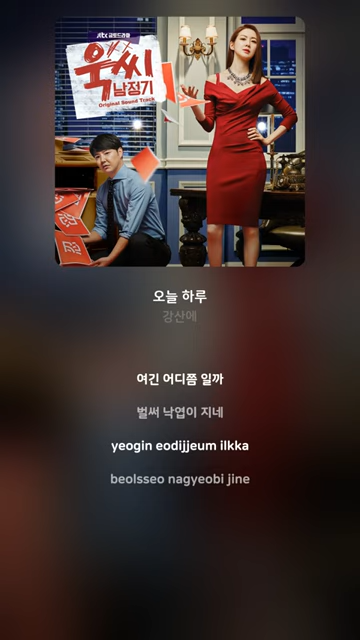 jtbc 금토드라마
욱씨
남정기
Original Sound Track
오늘 하루
강산에
여긴 어디쯤 일까
벌써 낙엽이 지네
yeogin eodijjeum ilkka
beolsseo nagyeobi jine